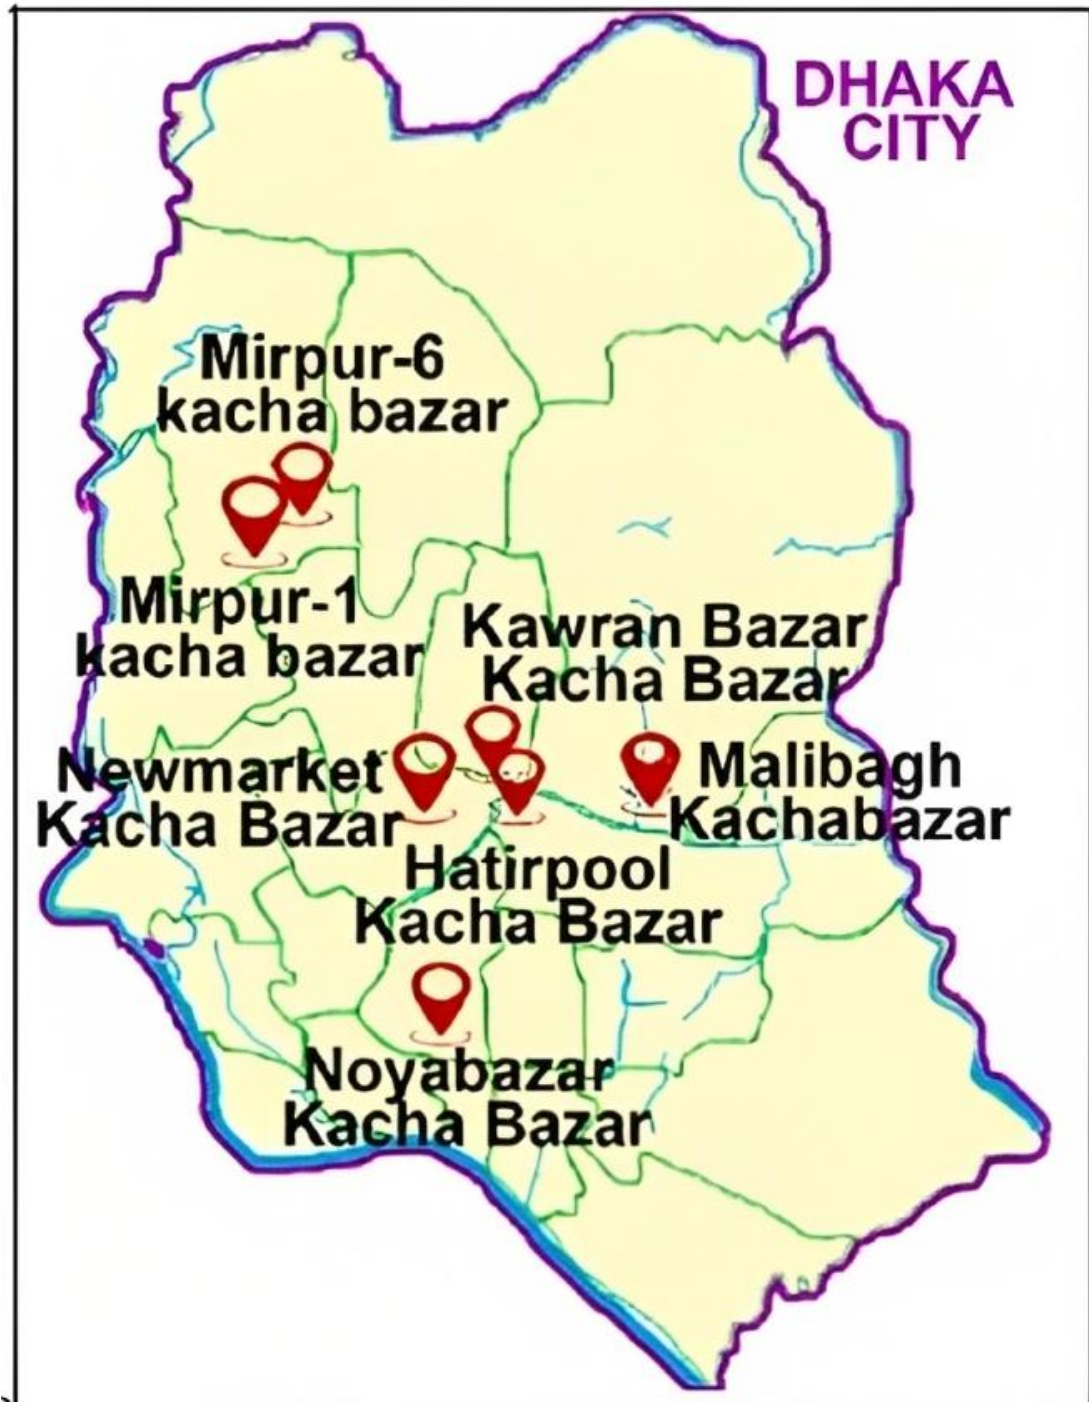 DHAKA
CITY
Mirpur-6
kacha bazar
Mirpur-1
kacha bazar
Kawran Bazar
Kacha Bazar
Newmarket
Kacha Bazar
Malibagh
Kachabazar
Hatirpool
Kacha Bazar
Noyabazar
Kacha Bazar